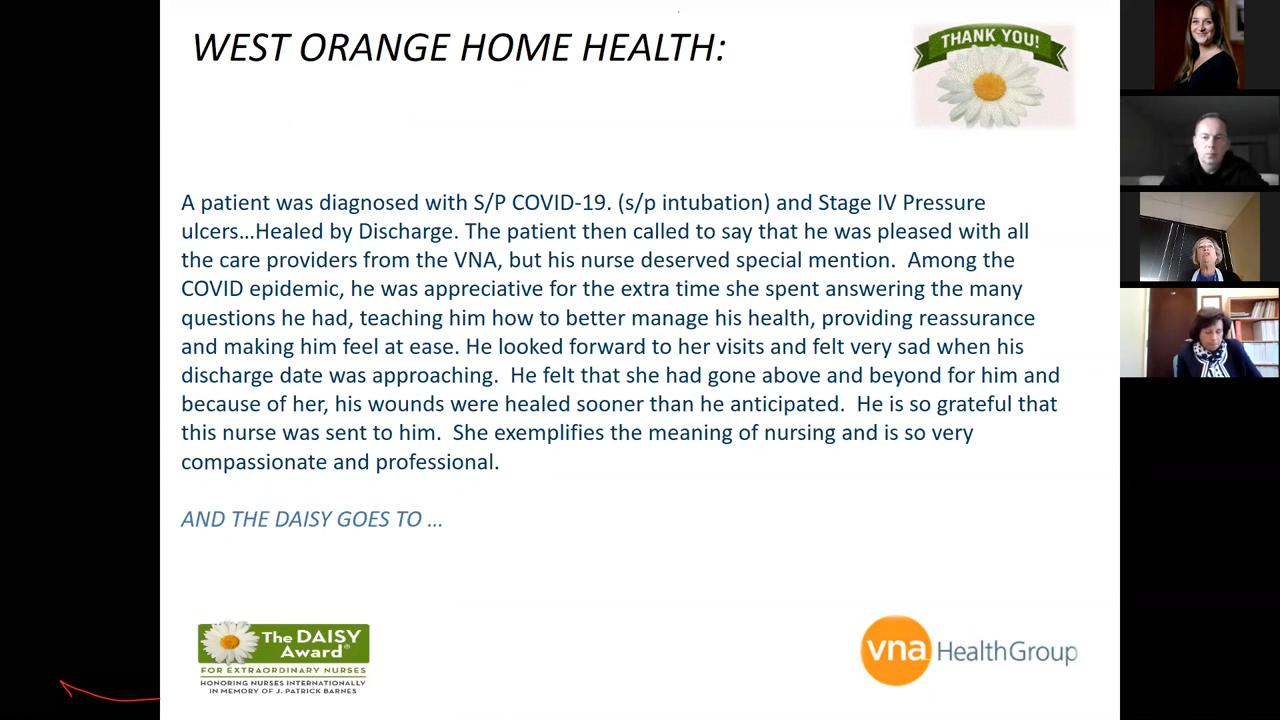 WEST ORANGE HOME HEALTH:
THANK YOU!
A patient was diagnosed with S/P COVID-19. (s/p intubation) and Stage IV Pressure
ulcers...Healed by Discharge. The patient then called to say that he was pleased with all
the care providers from the VNA, but his nurse deserved special mention. Among the
COVID epidemic, he was appreciative for the extra time she spent answering the many
questions he had, teaching him how to better manage his health, providing reassurance
and making him feel at ease. He looked forward to her visits and felt very sad when his
discharge date was approaching. He felt that she had gone above and beyond for him and
because of her, his wounds were healed sooner than he anticipated. He is so grateful that
this nurse was sent to him. She exemplifies the meaning of nursing and is so very
compassionate and professional.
AND THE DAISY GOES TO ...
The DAISY
Award®
FOR EXTRAORDINARY NURSES
HONORING NURSES INTERNATIONALLY
IN MEMORY OF J. PATRICK BARNES
vna HealthGroup